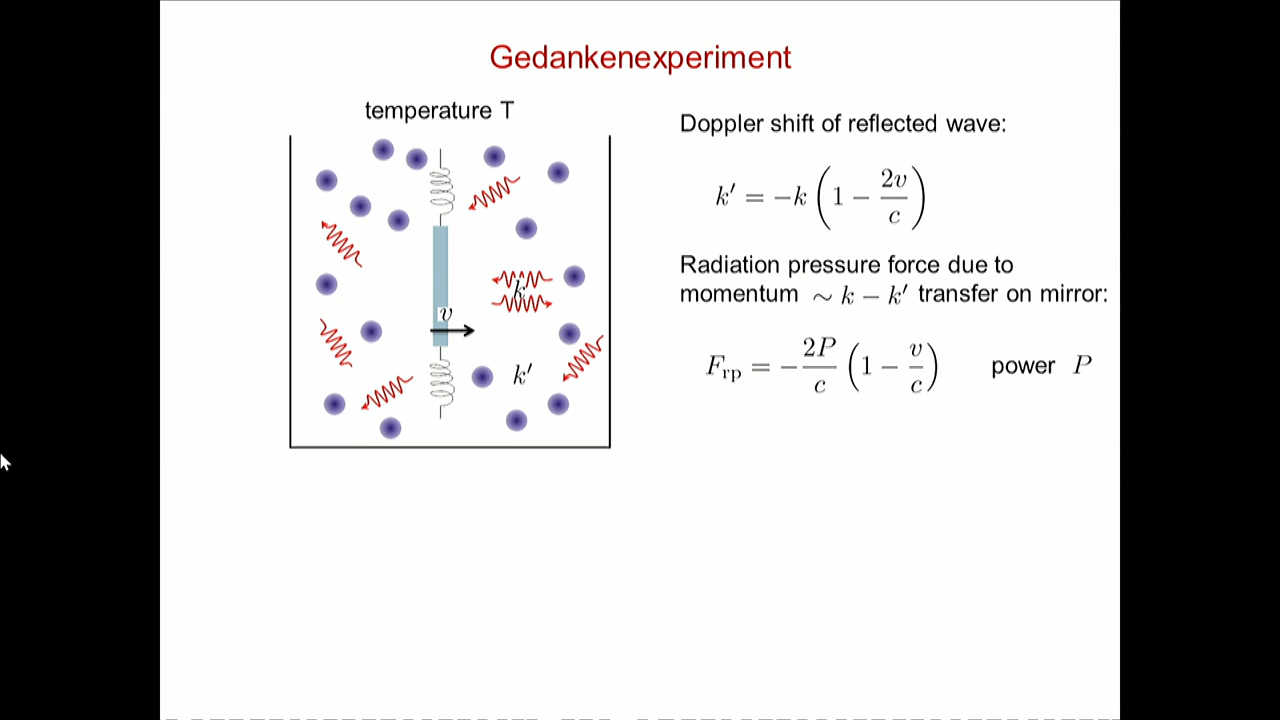 Gedankenexperiment
temperature T
v
k
k′
Doppler shift of reflected wave:
k′ = −k (1 − 2v/c)
Radiation pressure force due to
momentum ∼ k − k′ transfer on mirror:
F_rp = − 2P/c (1 − v/c) power P